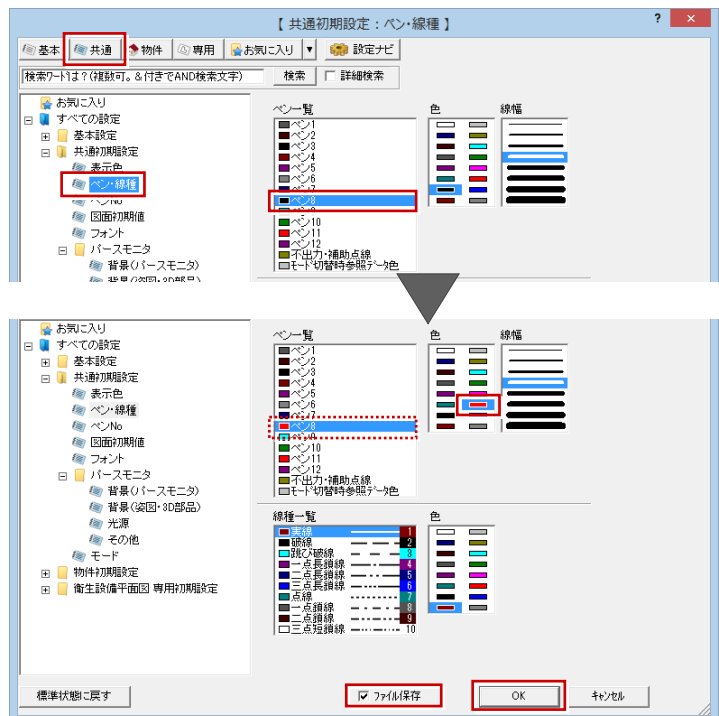 【 共通初期設定：ペン・線種 】
?
×
基本
共通
物件
専用
お気に入り
▼
設定ナビ
検索ワードは？(複数可。&付きでAND検索文字)
検索
詳細検索
お気に入り
すべての設定
基本設定
共通初期設定
表示色
ペン・線種
ペンNo
図面初期値
フォント
パースモニタ
背景(パースモニタ)
背景(姿図・3D部品)
ペン一覧
ペン1
ペン2
ペン3
ペン4
ペン5
ペン6
ペン7
ペン8
ペン10
ペン11
ペン12
不出力・補助点線
モード切替時参照データ色
色
線幅
お気に入り
すべての設定
基本設定
共通初期設定
表示色
ペン・線種
ペンNo
図面初期値
フォント
パースモニタ
背景(パースモニタ)
背景(姿図・3D部品)
光源
その他
モード
物件初期設定
衛生設備平面図 専用初期設定
ペン一覧
ペン1
ペン2
ペン3
ペン4
ペン5
ペン6
ペン7
ペン8
ペン9
ペン10
ペン11
ペン12
不出力・補助点線
モード切替時参照データ色
色
線幅
線種一覧
実線 1
破線 2
跳び破線 3
一点長鎖線 4
二点長鎖線 5
三点長鎖線 6
点線 7
一点鎖線 8
二点鎖線 9
三点短鎖線 10
色
標準状態に戻す
ファイル保存
OK
キャンセル